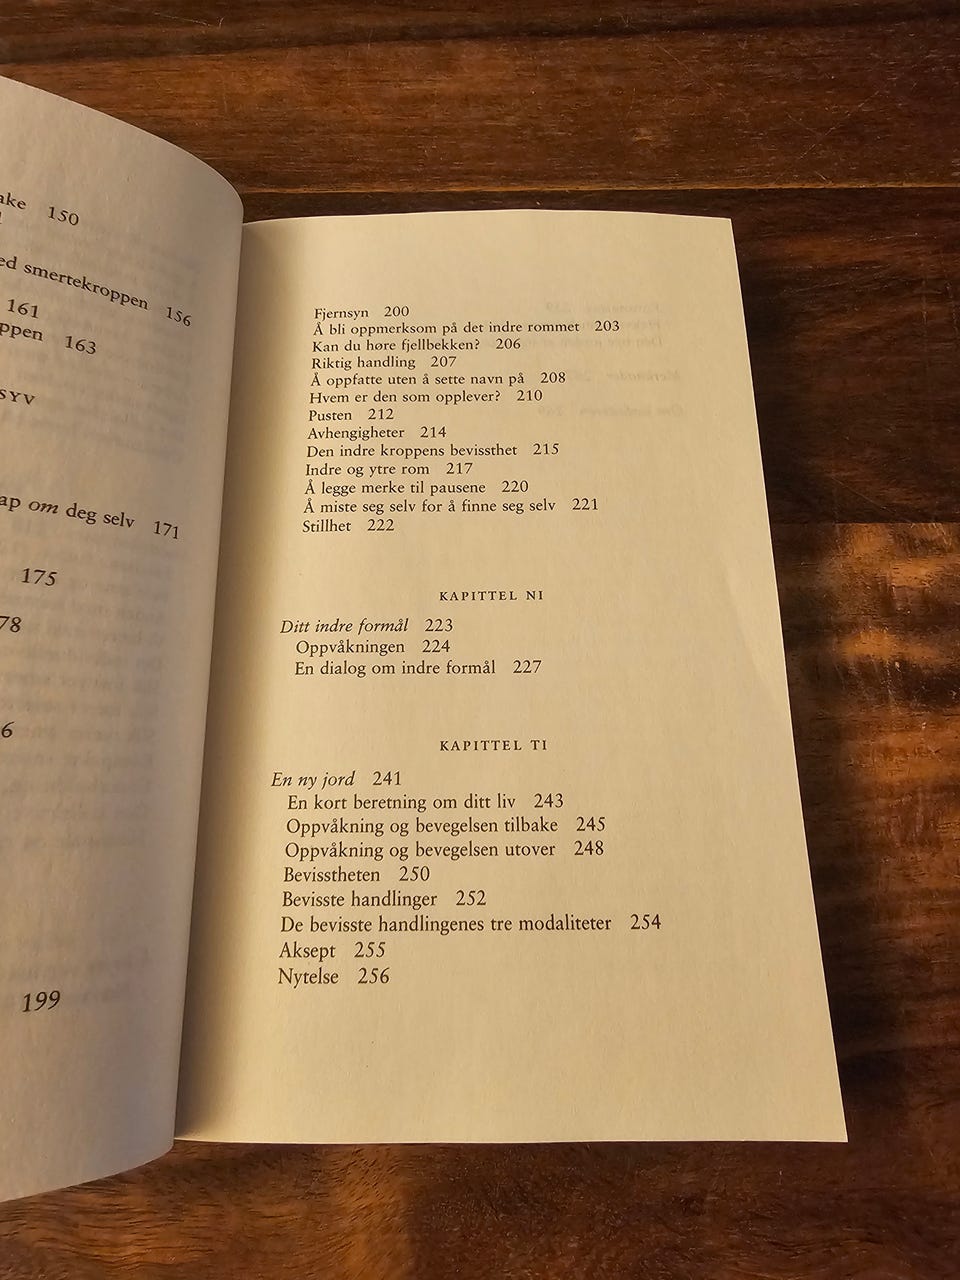 150
ed smertekroppen 156
161
ppen 163
SYV
ap om deg selv 171
175
78
6
199
Fjernsyn 200
Å bli oppmerksom på det indre rommet 203
Kan du høre fjellbekken? 206
Riktig handling 207
Å oppfatte uten å sette navn på 208
Hvem er den som opplever? 210
Pusten 212
Avhengigheter 214
Den indre kroppens bevissthet 215
Indre og ytre rom 217
Å legge merke til pausene 220
Å miste seg selv for å finne seg selv 221
Stillhet 222
KAPITTEL NI
Ditt indre formål 223
Oppvåkningen 224
En dialog om indre formål 227
KAPITTEL TI
En ny jord 241
En kort beretning om ditt liv 243
Oppvåkning og bevegelsen tilbake 245
Oppvåkning og bevegelsen utover 248
Bevisstheten 250
Bevisste handlinger 252
De bevisste handlingenes tre modaliteter 254
Aksept 255
Nytelse 256